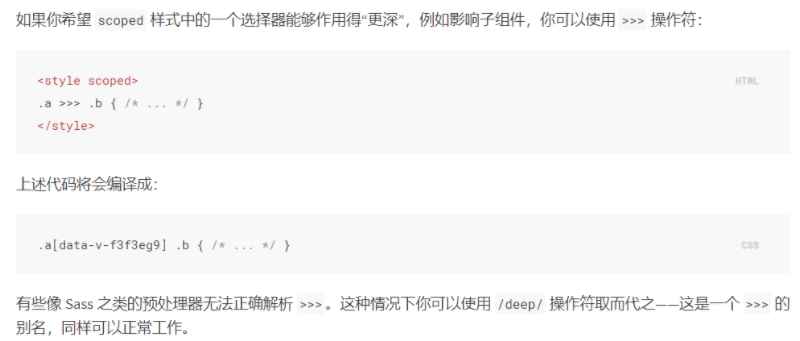 如果你希望 scoped 样式中的一个选择器能够作用得“更深”，例如影响子组件，你可以使用 >>> 操作符：
<style scoped>
HTML
.a >>> .b { /* ... */ }
</style>
上述代码将会编译成：
.a[data-v-f3f3eg9] .b { /* ... */ }
CSS
有些像 Sass 之类的预处理器无法正确解析 >>>。这种情况下你可以使用 /deep/ 操作符取而代之——这是一个 >>> 的
别名，同样可以正常工作。